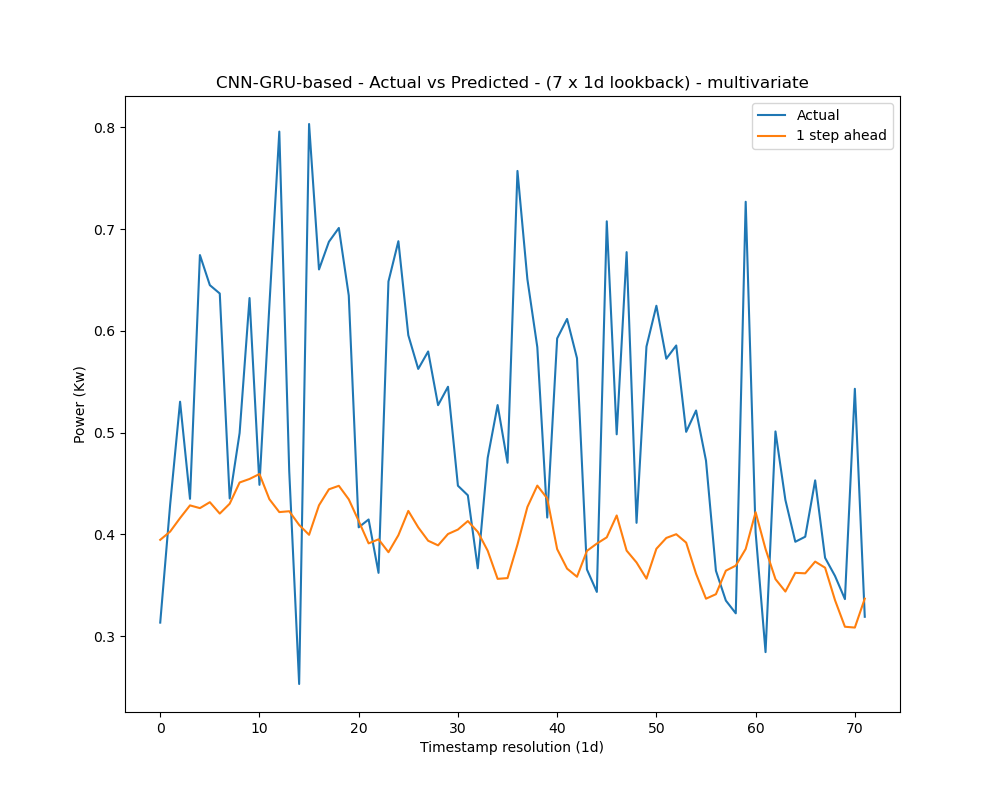 CNN-GRU-based - Actual vs Predicted - (7 x 1d lookback) - multivariate
Actual
1 step ahead
0.8
0.7
0.6
0.5
0.4
0.3
Power (Kw)
0 10 20 30 40 50 60 70
Timestamp resolution (1d)